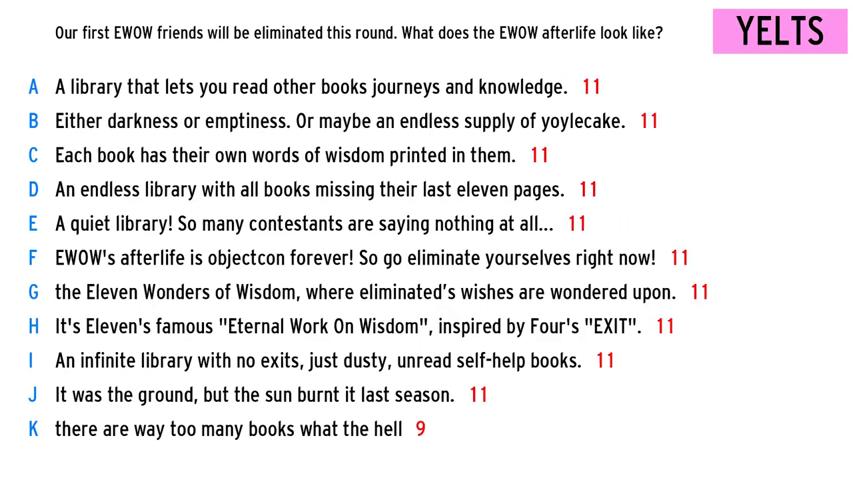 Our first EWOW friends will be eliminated this round. What does the EWOW afterlife look like?
YELTS
A A library that lets you read other books journeys and knowledge. 11
B Either darkness or emptiness. Or maybe an endless supply of yoylecake. 11
C Each book has their own words of wisdom printed in them. 11
D An endless library with all books missing their last eleven pages. 11
E A quiet library! So many contestants are saying nothing at all... 11
F EWOW's afterlife is objectcon forever! So go eliminate yourselves right now! 11
G the Eleven Wonders of Wisdom, where eliminated’s wishes are wondered upon. 11
H It's Eleven's famous "Eternal Work On Wisdom", inspired by Four's "EXIT". 11
I An infinite library with no exits, just dusty, unread self-help books. 11
J It was the ground, but the sun burnt it last season. 11
K there are way too many books what the hell 9